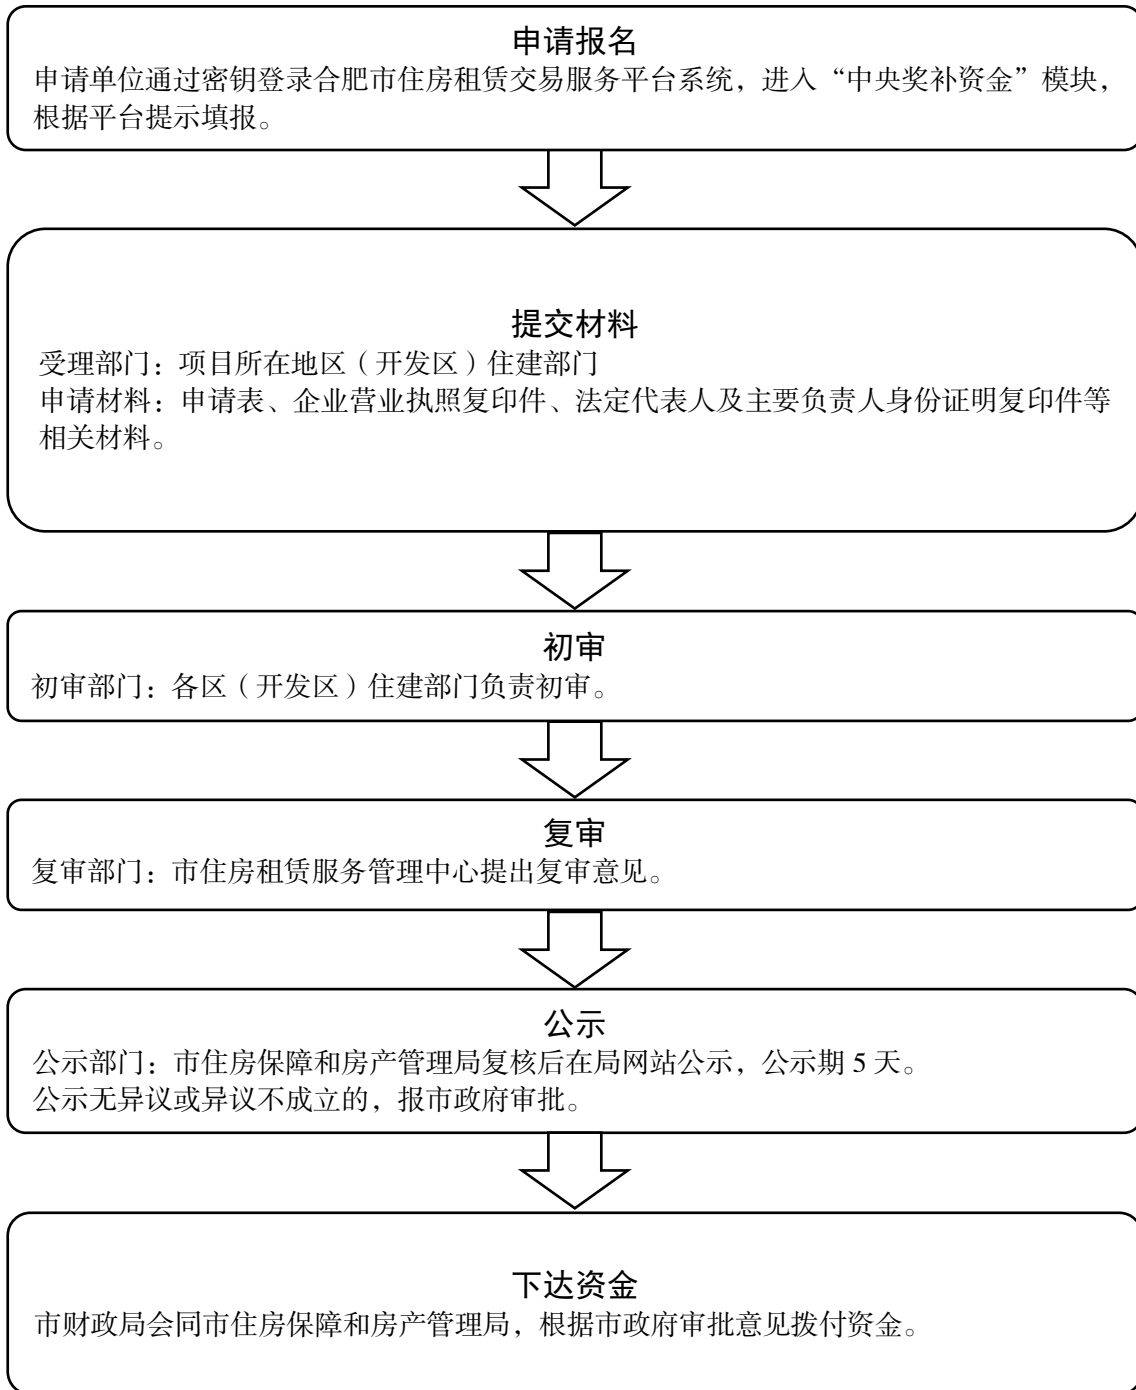 申请报名
申请单位通过密钥登录合肥市住房租赁交易服务平台系统，进入“中央奖补资金”模块，
根据平台提示填报。
提交材料
受理部门：项目所在地区（开发区）住建部门
申请材料：申请表、企业营业执照复印件、法定代表人及主要负责人身份证明复印件等
相关材料。
初审
初审部门：各区（开发区）住建部门负责初审。
复审
复审部门：市住房租赁服务管理中心提出复审意见。
公示
公示部门：市住房保障和房产管理局复核后在局网站公示，公示期 5 天。
公示无异议或异议不成立的，报市政府审批。
下达资金
市财政局会同市住房保障和房产管理局，根据市政府审批意见拨付资金。